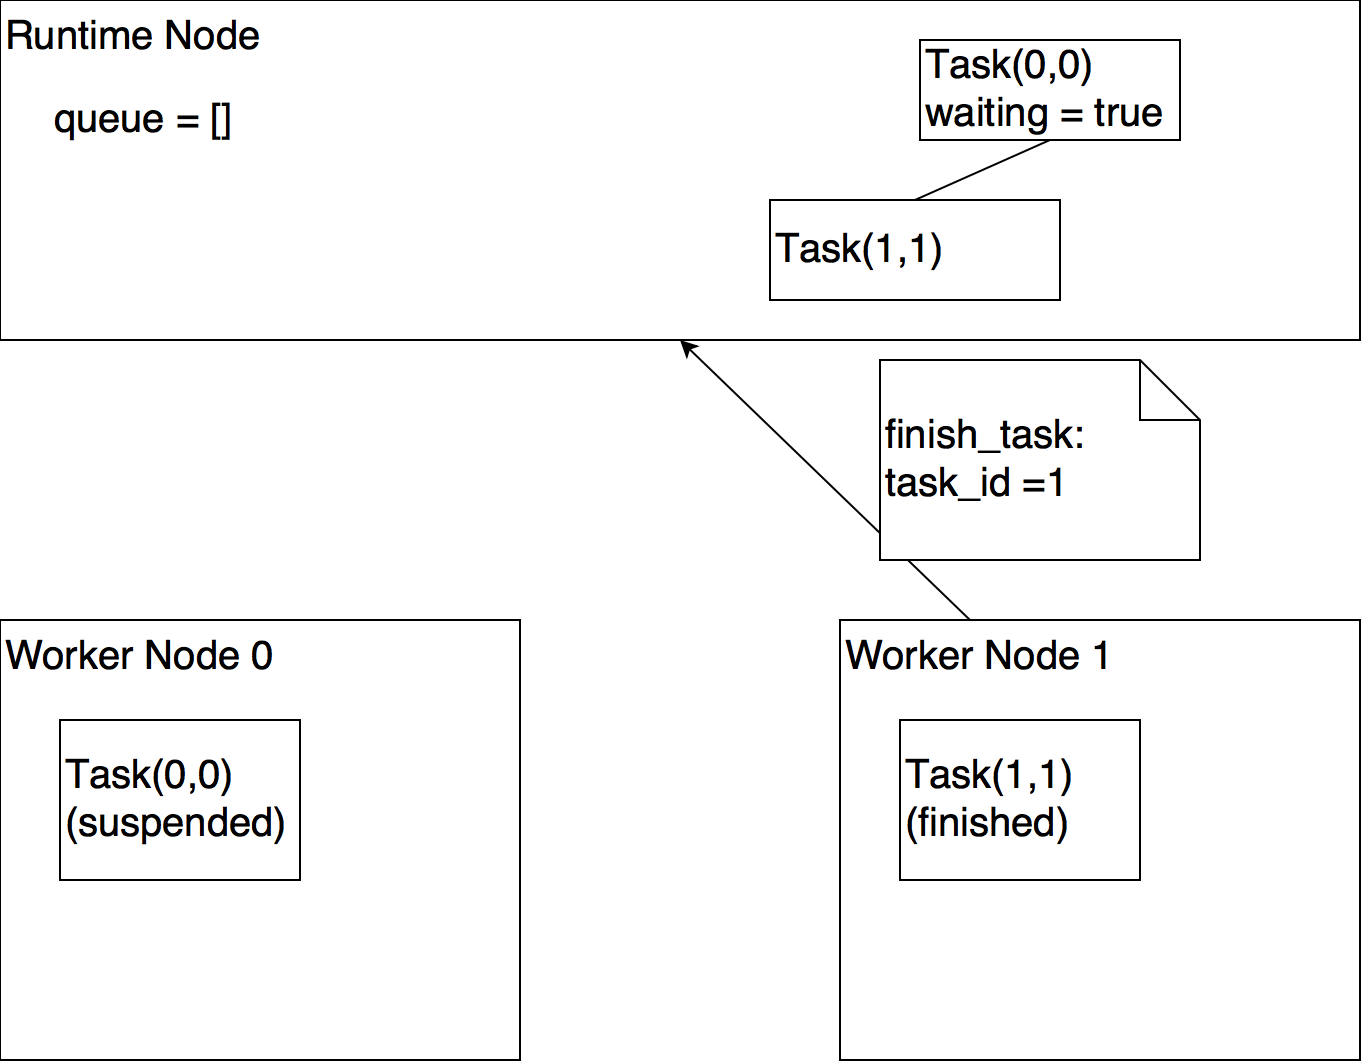 Runtime Node
queue = []
Task(0,0)
waiting = true
Task(1,1)
finish_task:
task_id =1
Worker Node 0
Task(0,0)
(suspended)
Worker Node 1
Task(1,1)
(finished)